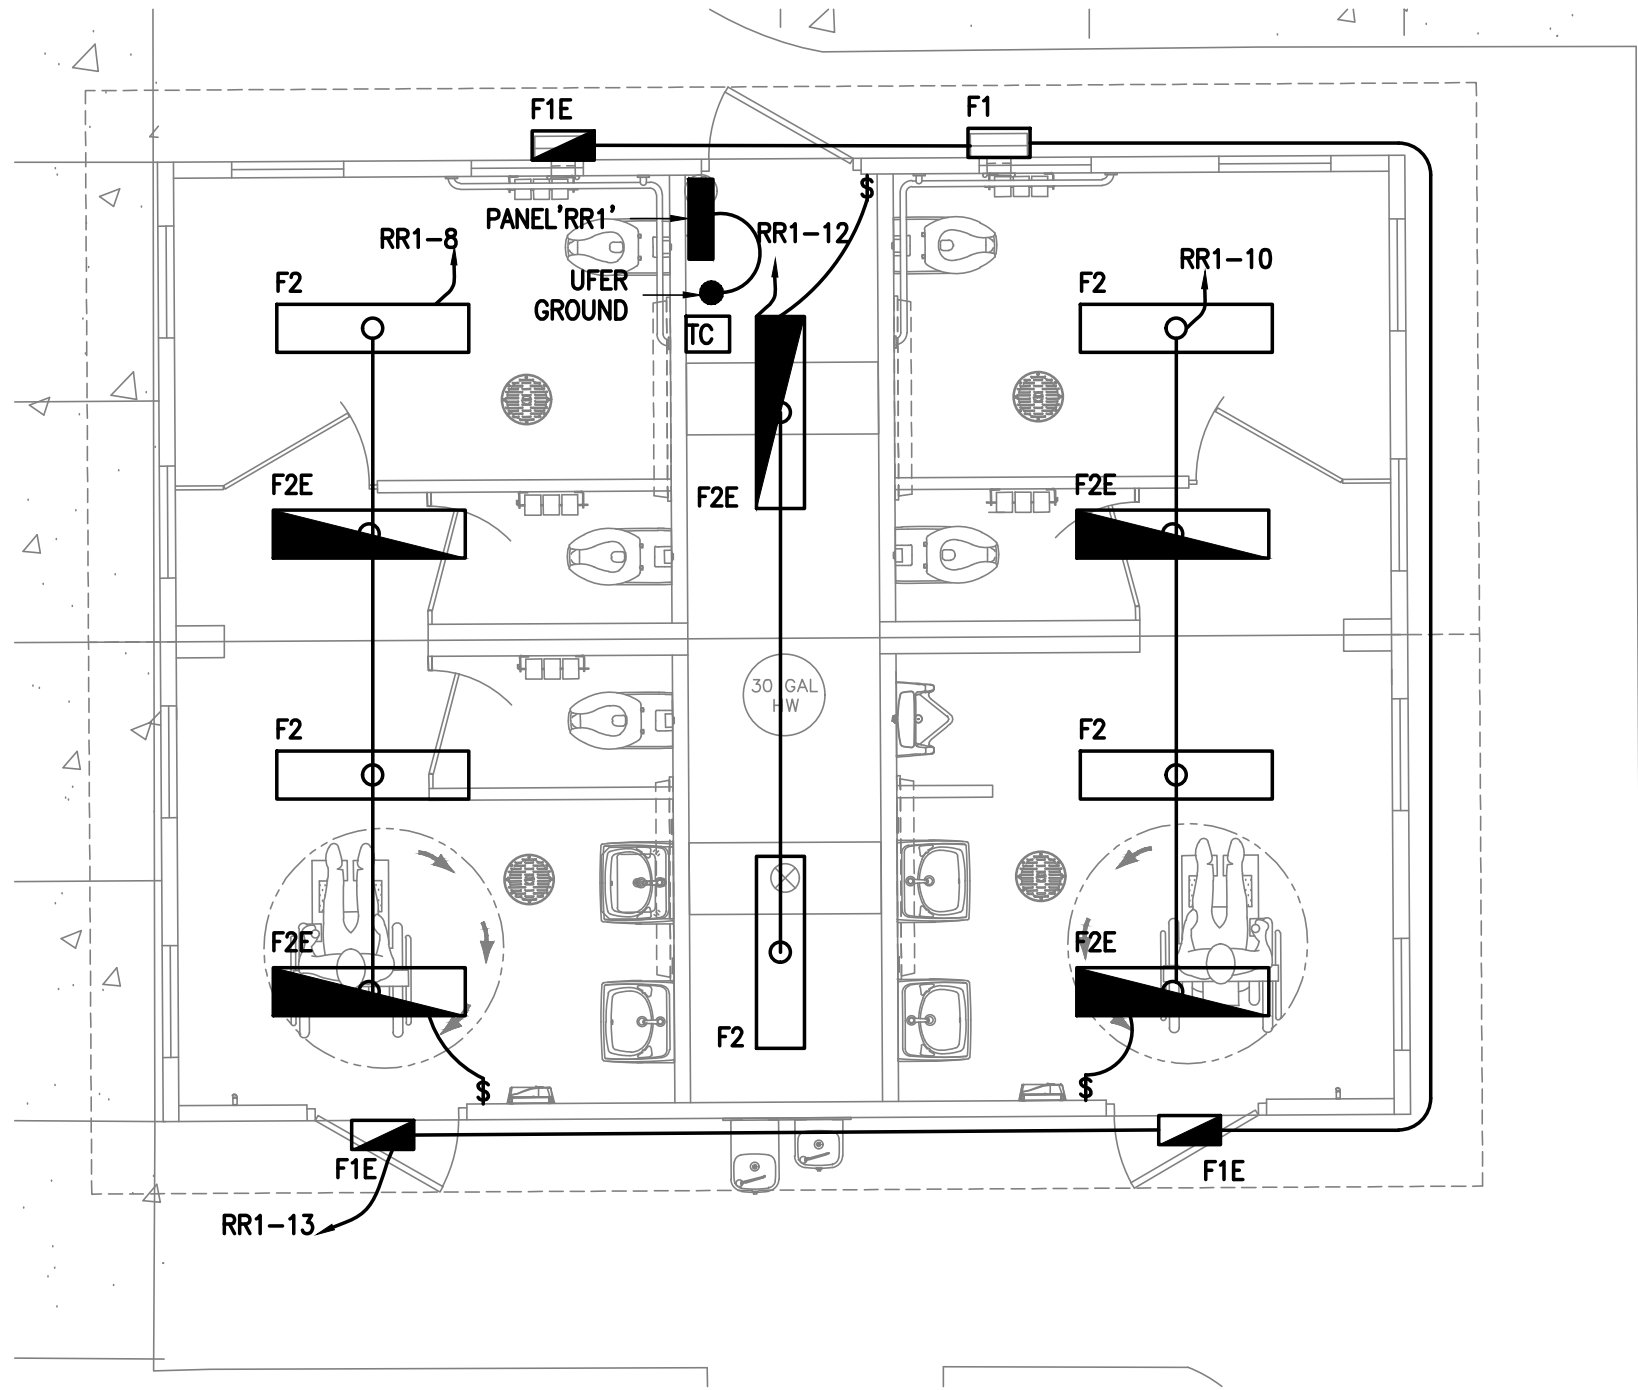 F1E
F1
$
PANEL'RR1'
RR1-12
RR1-8
RR1-10
UFER
GROUND
F2
F2
TC
F2E
F2E
F2E
30 GAL
HW
F2
F2
F2E
F2E
F2
$
$
F1E
F1E
RR1-13